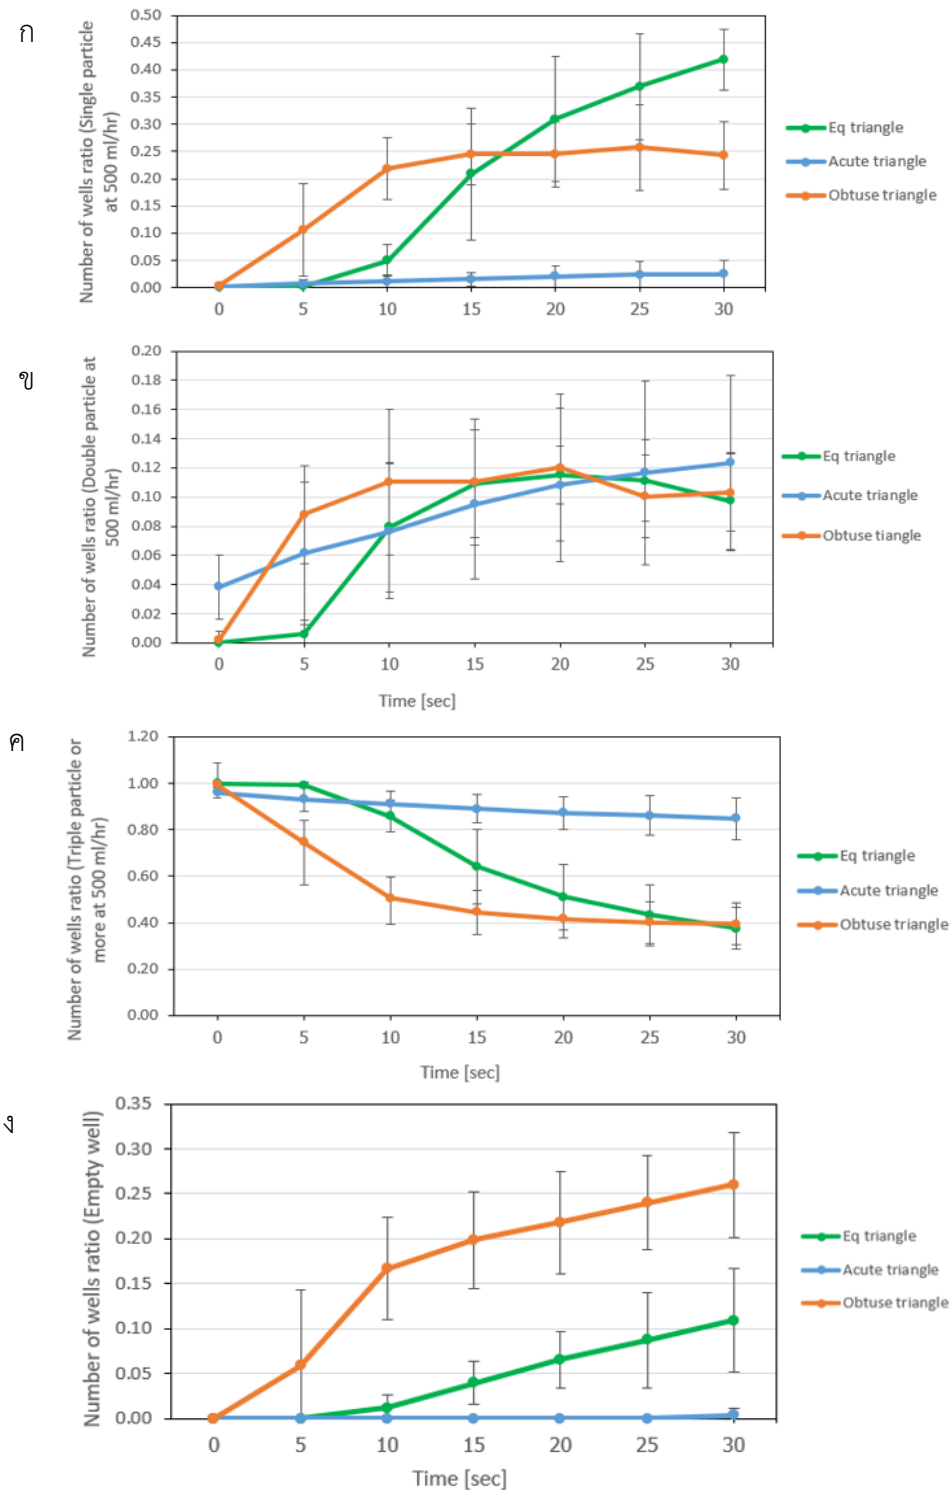 ก
Number of wells ratio (Single particle
at 500 ml/hr)
0.50
0.45
0.40
0.35
0.30
0.25
0.20
0.15
0.10
0.05
0.00
0 5 10 15 20 25 30
Eq triangle
Acute triangle
Obtuse triangle
ข
Number of wells ratio (Double particle at
500 ml/hr)
0.20
0.18
0.16
0.14
0.12
0.10
0.08
0.06
0.04
0.02
0.00
0 5 10 15 20 25 30
Time [sec]
Eq triangle
Acute triangle
Obtuse tiangle
ค
Number of wells ratio (Triple particle or
more at 500 ml/hr)
1.20
1.00
0.80
0.60
0.40
0.20
0.00
0 5 10 15 20 25 30
Time [sec]
Eq triangle
Acute triangle
Obtuse triangle
ง
Number of wells ratio (Empty well)
0.35
0.30
0.25
0.20
0.15
0.10
0.05
0.00
0 5 10 15 20 25 30
Time [sec]
Eq triangle
Acute triangle
Obtuse triangle